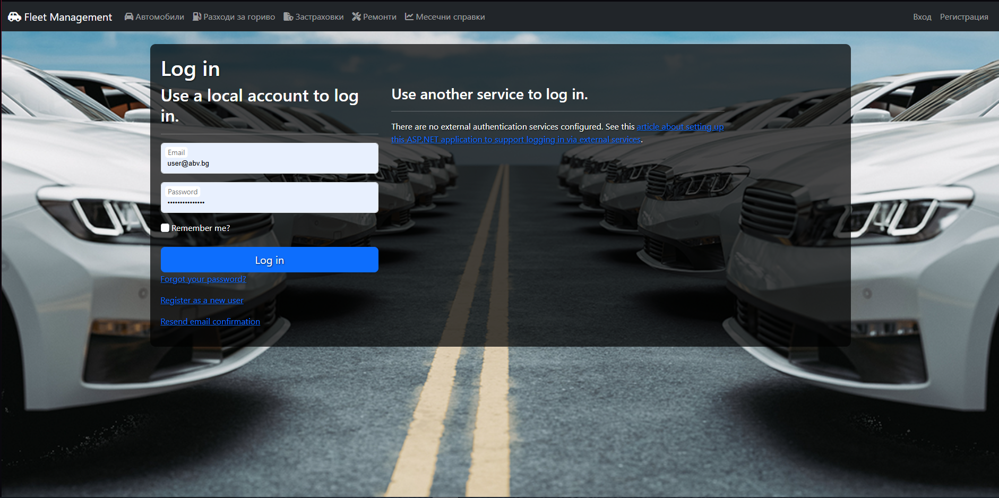 Fleet Management Автомобили Разходи за гориво Застраховки Ремонти Месечни справки Вход Регистрация
Log in
Use a local account to log
in.
Email
user@abv.bg
Password
•••••••••••••••
Remember me?
Log in
Forgot your password?
Register as a new user
Resend email confirmation
Use another service to log in.
There are no external authentication services configured. See this article about setting up
this ASP.NET application to support logging in via external services.